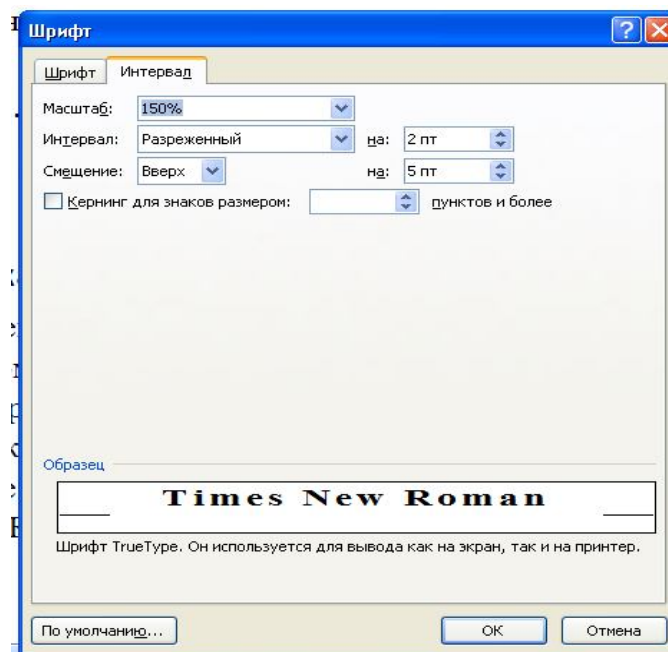 Шрифт
Шрифт Интервал
Масштаб: 150%
Интервал: Разреженный на: 2 пт
Смещение: Вверх на: 5 пт
Кернинг для знаков размером: пунктов и более
Образец
Times New Roman
Шрифт TrueType. Он используется для вывода как на экран, так и на принтер.
По умолчанию... ОК Отмена